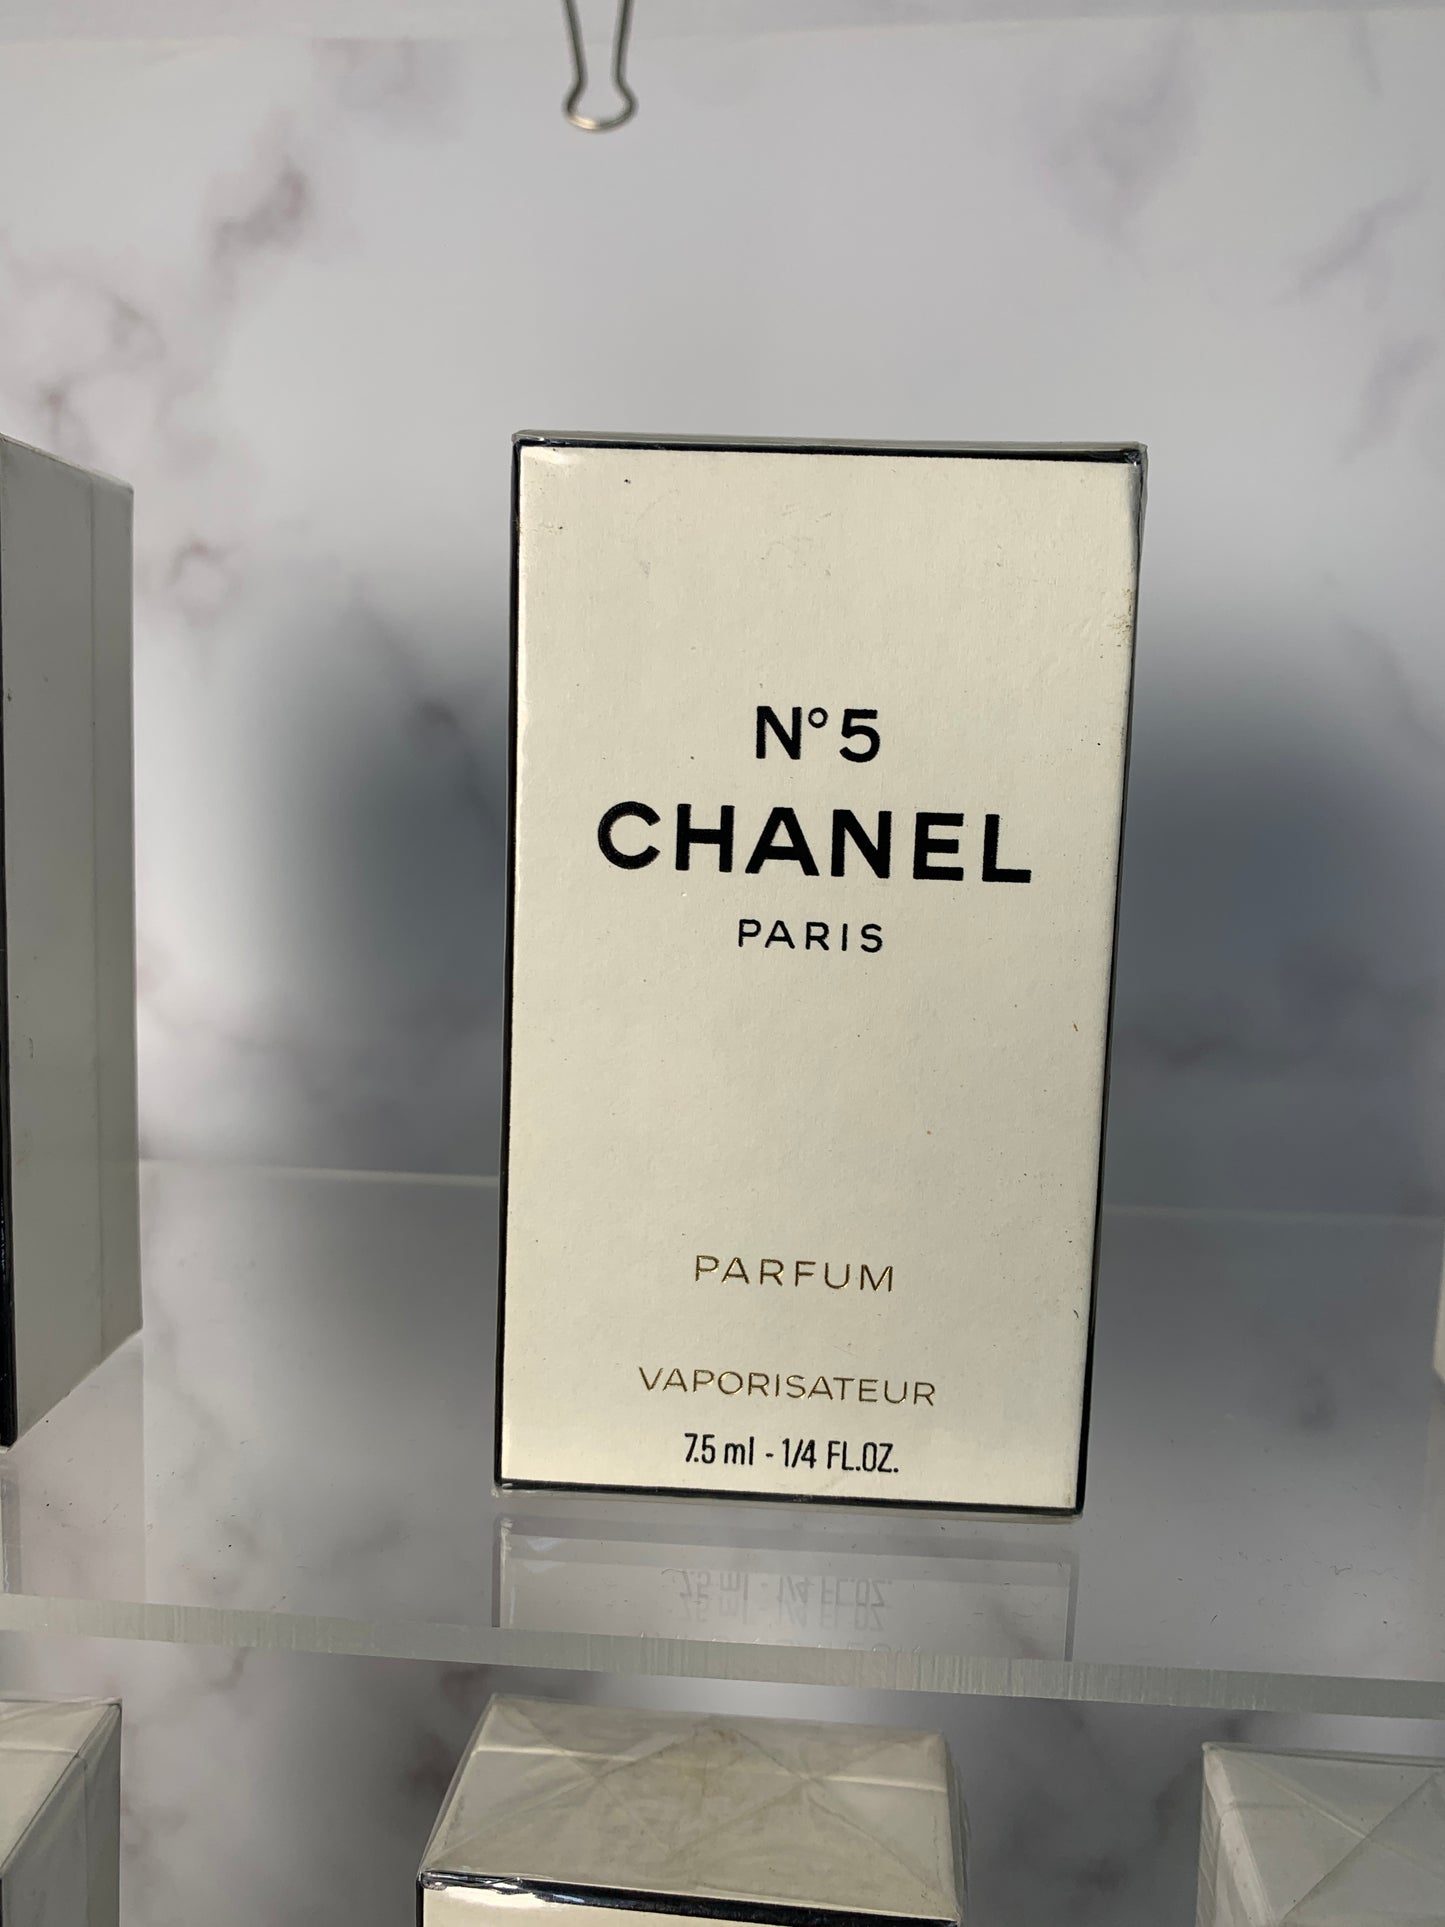 N° 5
CHANEL
PARIS
PARFUM
VAPORISATEUR
7.5 ml - 1/4 FL.OZ.